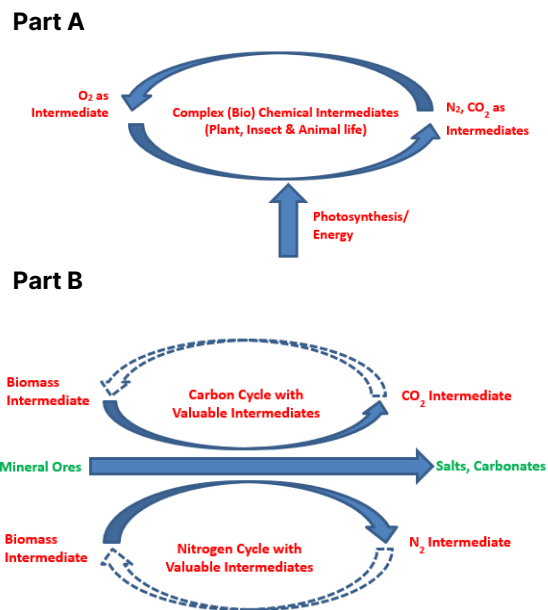 Part A
O₂ as
Intermediate
Complex (Bio) Chemical Intermediates
(Plant, Insect & Animal life)
N₂, CO₂ as
Intermediates
Photosynthesis/
Energy
Part B
Biomass
Intermediate
Carbon Cycle with
Valuable Intermediates
CO₂ Intermediate
Mineral Ores
Salts, Carbonates
Biomass
Intermediate
Nitrogen Cycle with
Valuable Intermediates
N₂ Intermediate